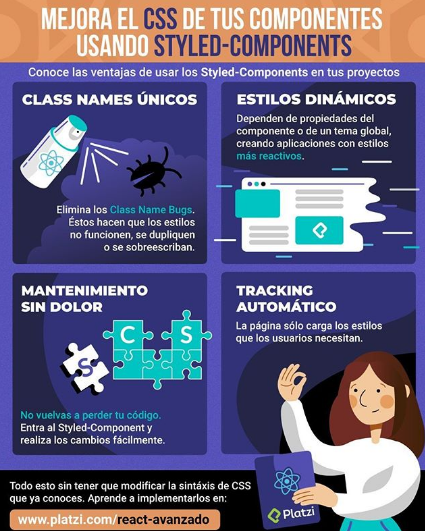 MEJORA EL CSS DE TUS COMPONENTES
USANDO STYLED-COMPONENTS
Conoce las ventajas de usar los Styled-Components en tus proyectos
CLASS NAMES ÚNICOS
Elimina los Class Name Bugs.
Éstos hacen que los estilos
no funcionen, se dupliquen
o se sobreescriban.
ESTILOS DINÁMICOS
Dependen de propiedades del
componente o de un tema global,
creando aplicaciones con estilos
más reactivos.
MANTENIMIENTO
SIN DOLOR
S
C
S
No vuelvas a perder tu código.
Entra al Styled-Component y
realiza los cambios fácilmente.
TRACKING
AUTOMÁTICO
La página sólo carga los estilos
que los usuarios necesitan.
Platzi
Todo esto sin tener que modificar la sintáxis de CSS
que ya conoces. Aprende a implementarlos en:
www.platzi.com/react-avanzado